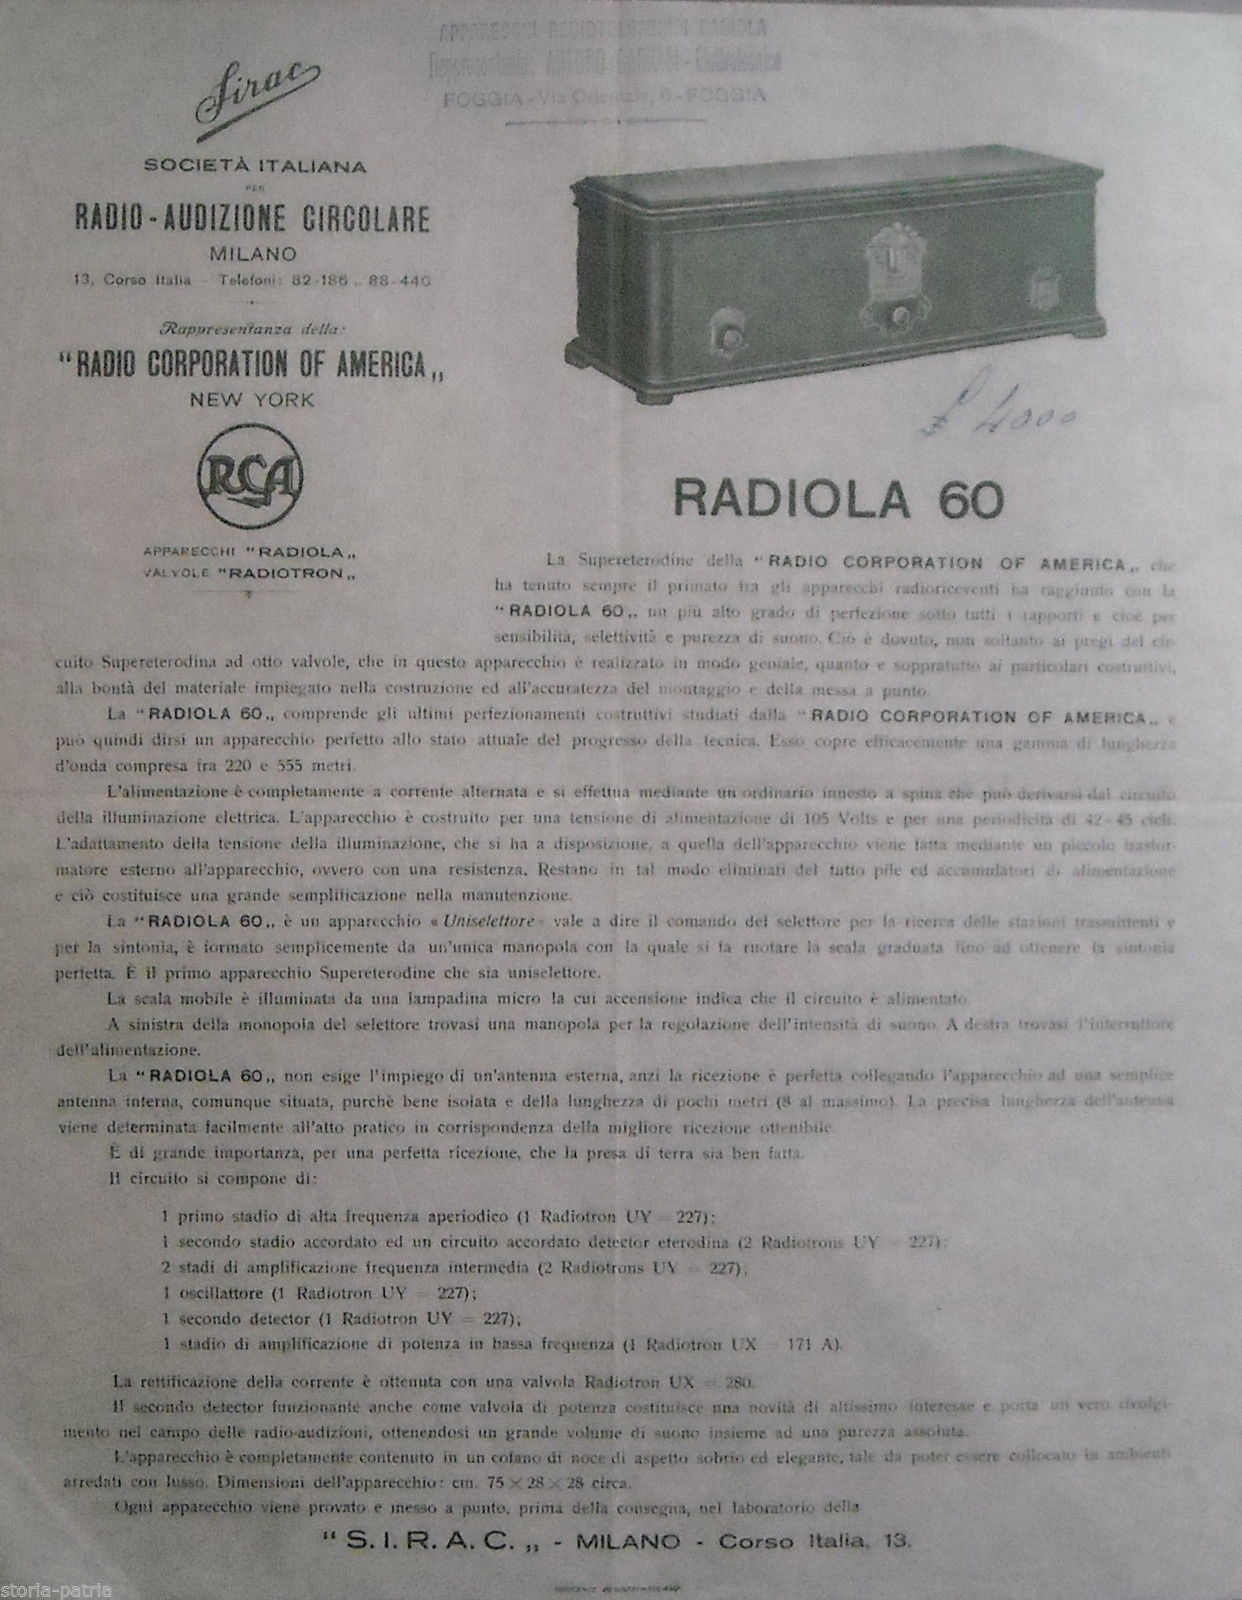 APPARECCHI RADIO RADIOLA
FOGGIA - Via Orientale, 6 - FOGGIA
Sirac
SOCIETÀ ITALIANA
PER
RADIO - AUDIZIONE CIRCOLARE
MILANO
13, Corso Italia - Telefoni: 82-186 .. 88-440
Rappresentanza della:
"RADIO CORPORATION OF AMERICA„
NEW YORK
RCA
APPARECCHI "RADIOLA„
VALVOLE "RADIOTRON„
£ 4000
RADIOLA 60
La Supereterodine della "RADIO CORPORATION OF AMERICA„ che
ha tenuto sempre il primato fra gli apparecchi radioriceventi ha raggiunto con la
"RADIOLA 60„ un più alto grado di perfezione sotto tutti i rapporti e cioè per
sensibilità, selettività e purezza di suono. Ciò è dovuto, non soltanto ai pregi del cir-
cuito Supereterodina ad otto valvole, che in questo apparecchio è realizzato in modo geniale, quanto e soppratutto ai particolari costruttivi,
alla bontà del materiale impiegato nella costruzione ed all'accuratezza del montaggio e della messa a punto.
La "RADIOLA 60„ comprende gli ultimi perfezionamenti costruttivi studiati dalla "RADIO CORPORATION OF AMERICA„ e
può quindi dirsi un apparecchio perfetto allo stato attuale del progresso della tecnica. Esso copre efficacemente una gamma di lunghezza
d'onda compresa fra 220 e 555 metri.
L'alimentazione è completamente a corrente alternata e si effettua mediante un ordinario innesto a spina che può derivarsi dal circuito
della illuminazione elettrica. L'apparecchio è costruito per una tensione di alimentazione di 105 Volts e per una periodicità di 42-45 cicli.
L'adattamento della tensione della illuminazione, che si ha a disposizione, a quella dell'apparecchio viene fatta mediante un piccolo trasfor-
matore esterno all'apparecchio, ovvero con una resistenza. Restano in tal modo eliminati del tutto pile ed accumulatori di alimentazione
e ciò costituisce una grande semplificazione nella manutenzione.
La "RADIOLA 60„ è un apparecchio «Uniselettore» vale a dire il comando del selettore per la ricerca delle stazioni trasmittenti e
per la sintonia, è formato semplicemente da un'unica manopola con la quale si fa ruotare la scala graduata fino ad ottenere la sintonia
perfetta. È il primo apparecchio Supereterodine che sia uniselettore.
La scala mobile è illuminata da una lampadina micro la cui accensione indica che il circuito è alimentato.
A sinistra della monopola del selettore trovasi una manopola per la regolazione dell'intensità di suono. A destra trovasi l'interruttore
dell'alimentazione.
La "RADIOLA 60„ non esige l'impiego di un'antenna esterna, anzi la ricezione è perfetta collegando l'apparecchio ad una semplice
antenna interna, comunque situata, purchè bene isolata e della lunghezza di pochi metri (8 al massimo). La precisa lunghezza dell'antenna
viene determinata facilmente all'atto pratico in corrispondenza della migliore ricezione ottenibile.
È di grande importanza, per una perfetta ricezione, che la presa di terra sia ben fatta.
Il circuito si compone di:
1 primo stadio di alta frequenza aperiodico (1 Radiotron UY = 227);
1 secondo stadio accordato ed un circuito accordato detector eterodina (2 Radiotrons UY = 227);
2 stadi di amplificazione frequenza intermedia (2 Radiotrons UY = 227);
1 oscillattore (1 Radiotron UY = 227);
1 secondo detector (1 Radiotron UY = 227);
1 stadio di amplificazione di potenza in bassa frequenza (1 Radiotron UX = 171 A).
La rettificazione della corrente è ottenuta con una valvola Radiotron UX = 280.
Il secondo detector funzionante anche come valvola di potenza costituisce una novità di altissimo interesse e porta un vero rivolgi-
mento nel campo delle radio-audizioni, ottenendosi un grande volume di suono insieme ad una purezza assoluta.
L'apparecchio è completamente contenuto in un cofano di noce di aspetto sobrio ed elegante, tale da poter essere collocato in ambienti
arredati con lusso. Dimensioni dell'apparecchio: cm. 75 × 28 × 28 circa.
Ogni apparecchio viene provato e messo a punto, prima della consegna, nel laboratorio della
"S. I. R. A. C.„ - MILANO - Corso Italia, 13.
storia-patria